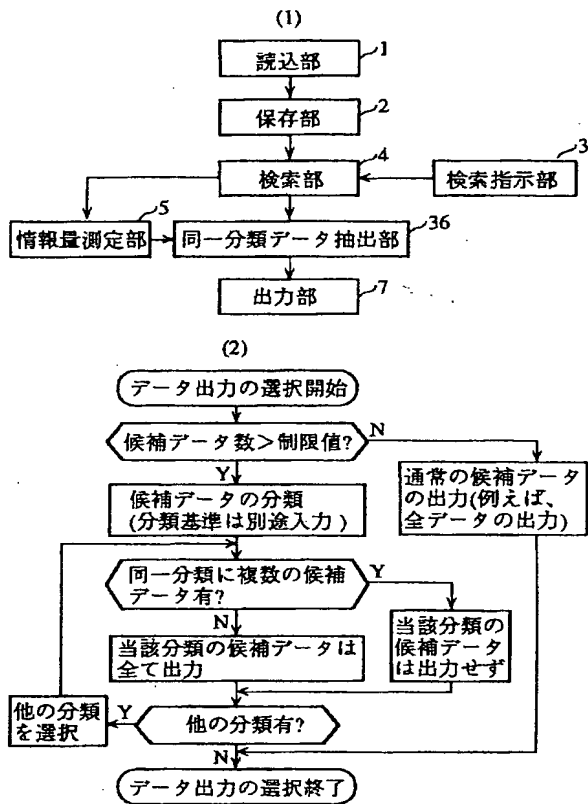 (1)
読込部
1
保存部
2
検索部
4
検索指示部
3
情報量測定部
5
同一分類データ抽出部
36
出力部
7
(2)
データ出力の選択開始
候補データ数>制限値?
N
Y
通常の候補データ
の出力(例えば、
全データの出力)
候補データの分類
(分類基準は別途入力)
同一分類に複数の候補
データ有?
Y
N
当該分類の候補データは
全て出力
当該分類の
候補データ
は出力せず
他の分類
を選択
Y
他の分類有?
N
データ出力の選択終了